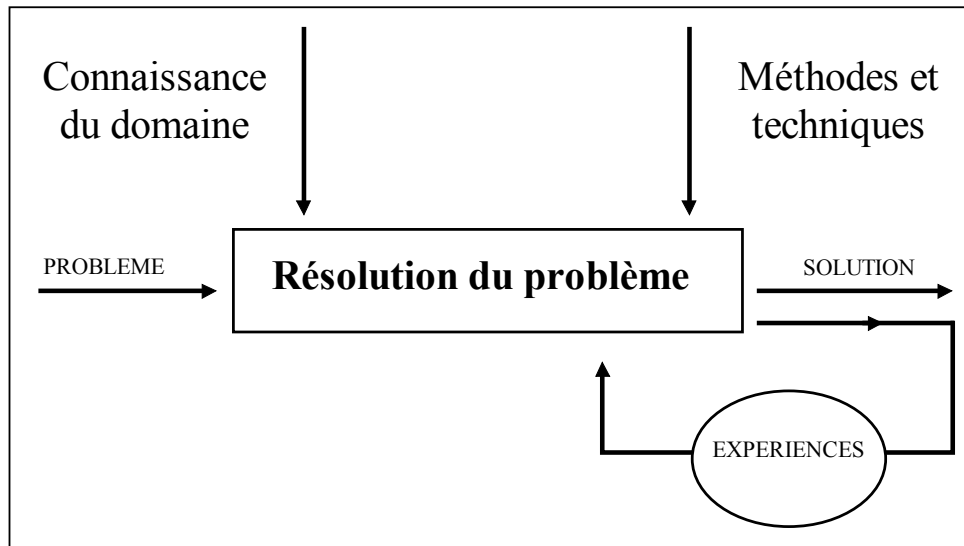 Connaissance
du domaine
Méthodes et
techniques
PROBLEME
Résolution du problème
SOLUTION
EXPERIENCES